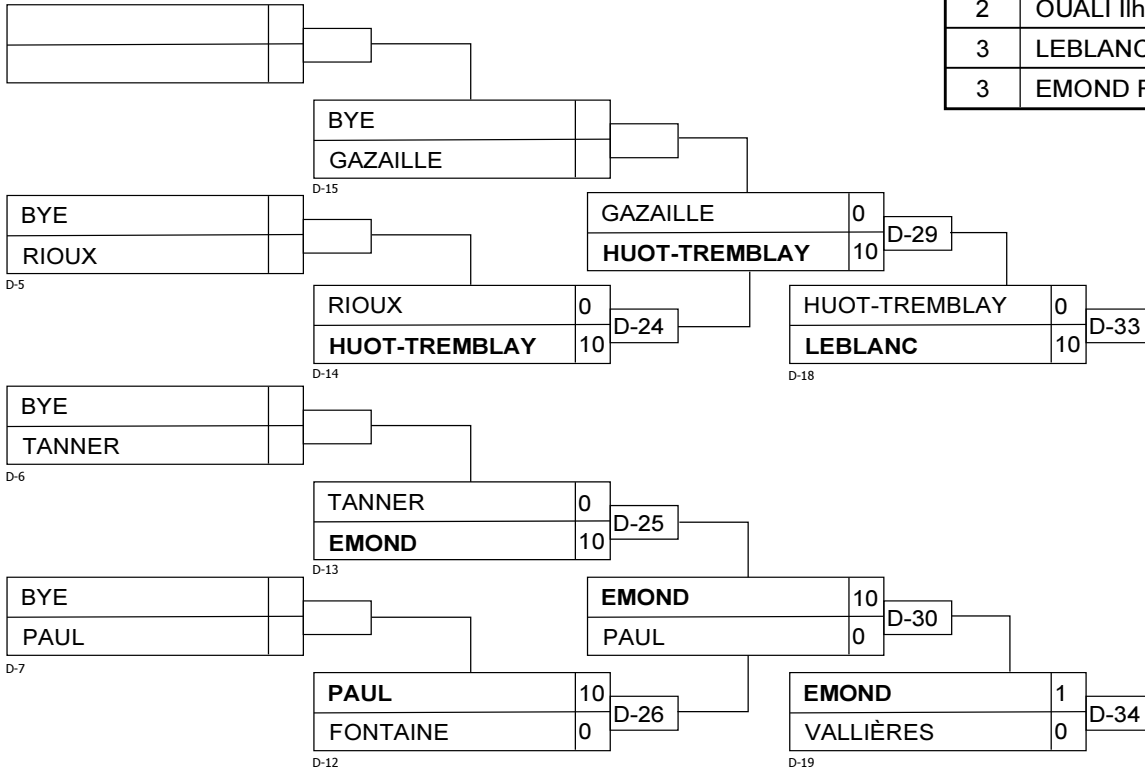 2 OUALI Ilh
3 LEBLANC
3 EMOND F
BYE
GAZAILLE
D-15
BYE
RIOUX
D-5
GAZAILLE 0
HUOT-TREMBLAY 10
D-29
RIOUX 0
HUOT-TREMBLAY 10
D-24
D-14
HUOT-TREMBLAY 0
LEBLANC 10
D-33
D-18
BYE
TANNER
D-6
TANNER 0
EMOND 10
D-25
D-13
BYE
PAUL
D-7
EMOND 10
PAUL 0
D-30
PAUL 10
FONTAINE 0
D-26
D-12
EMOND 1
VALLIÈRES 0
D-34
D-19